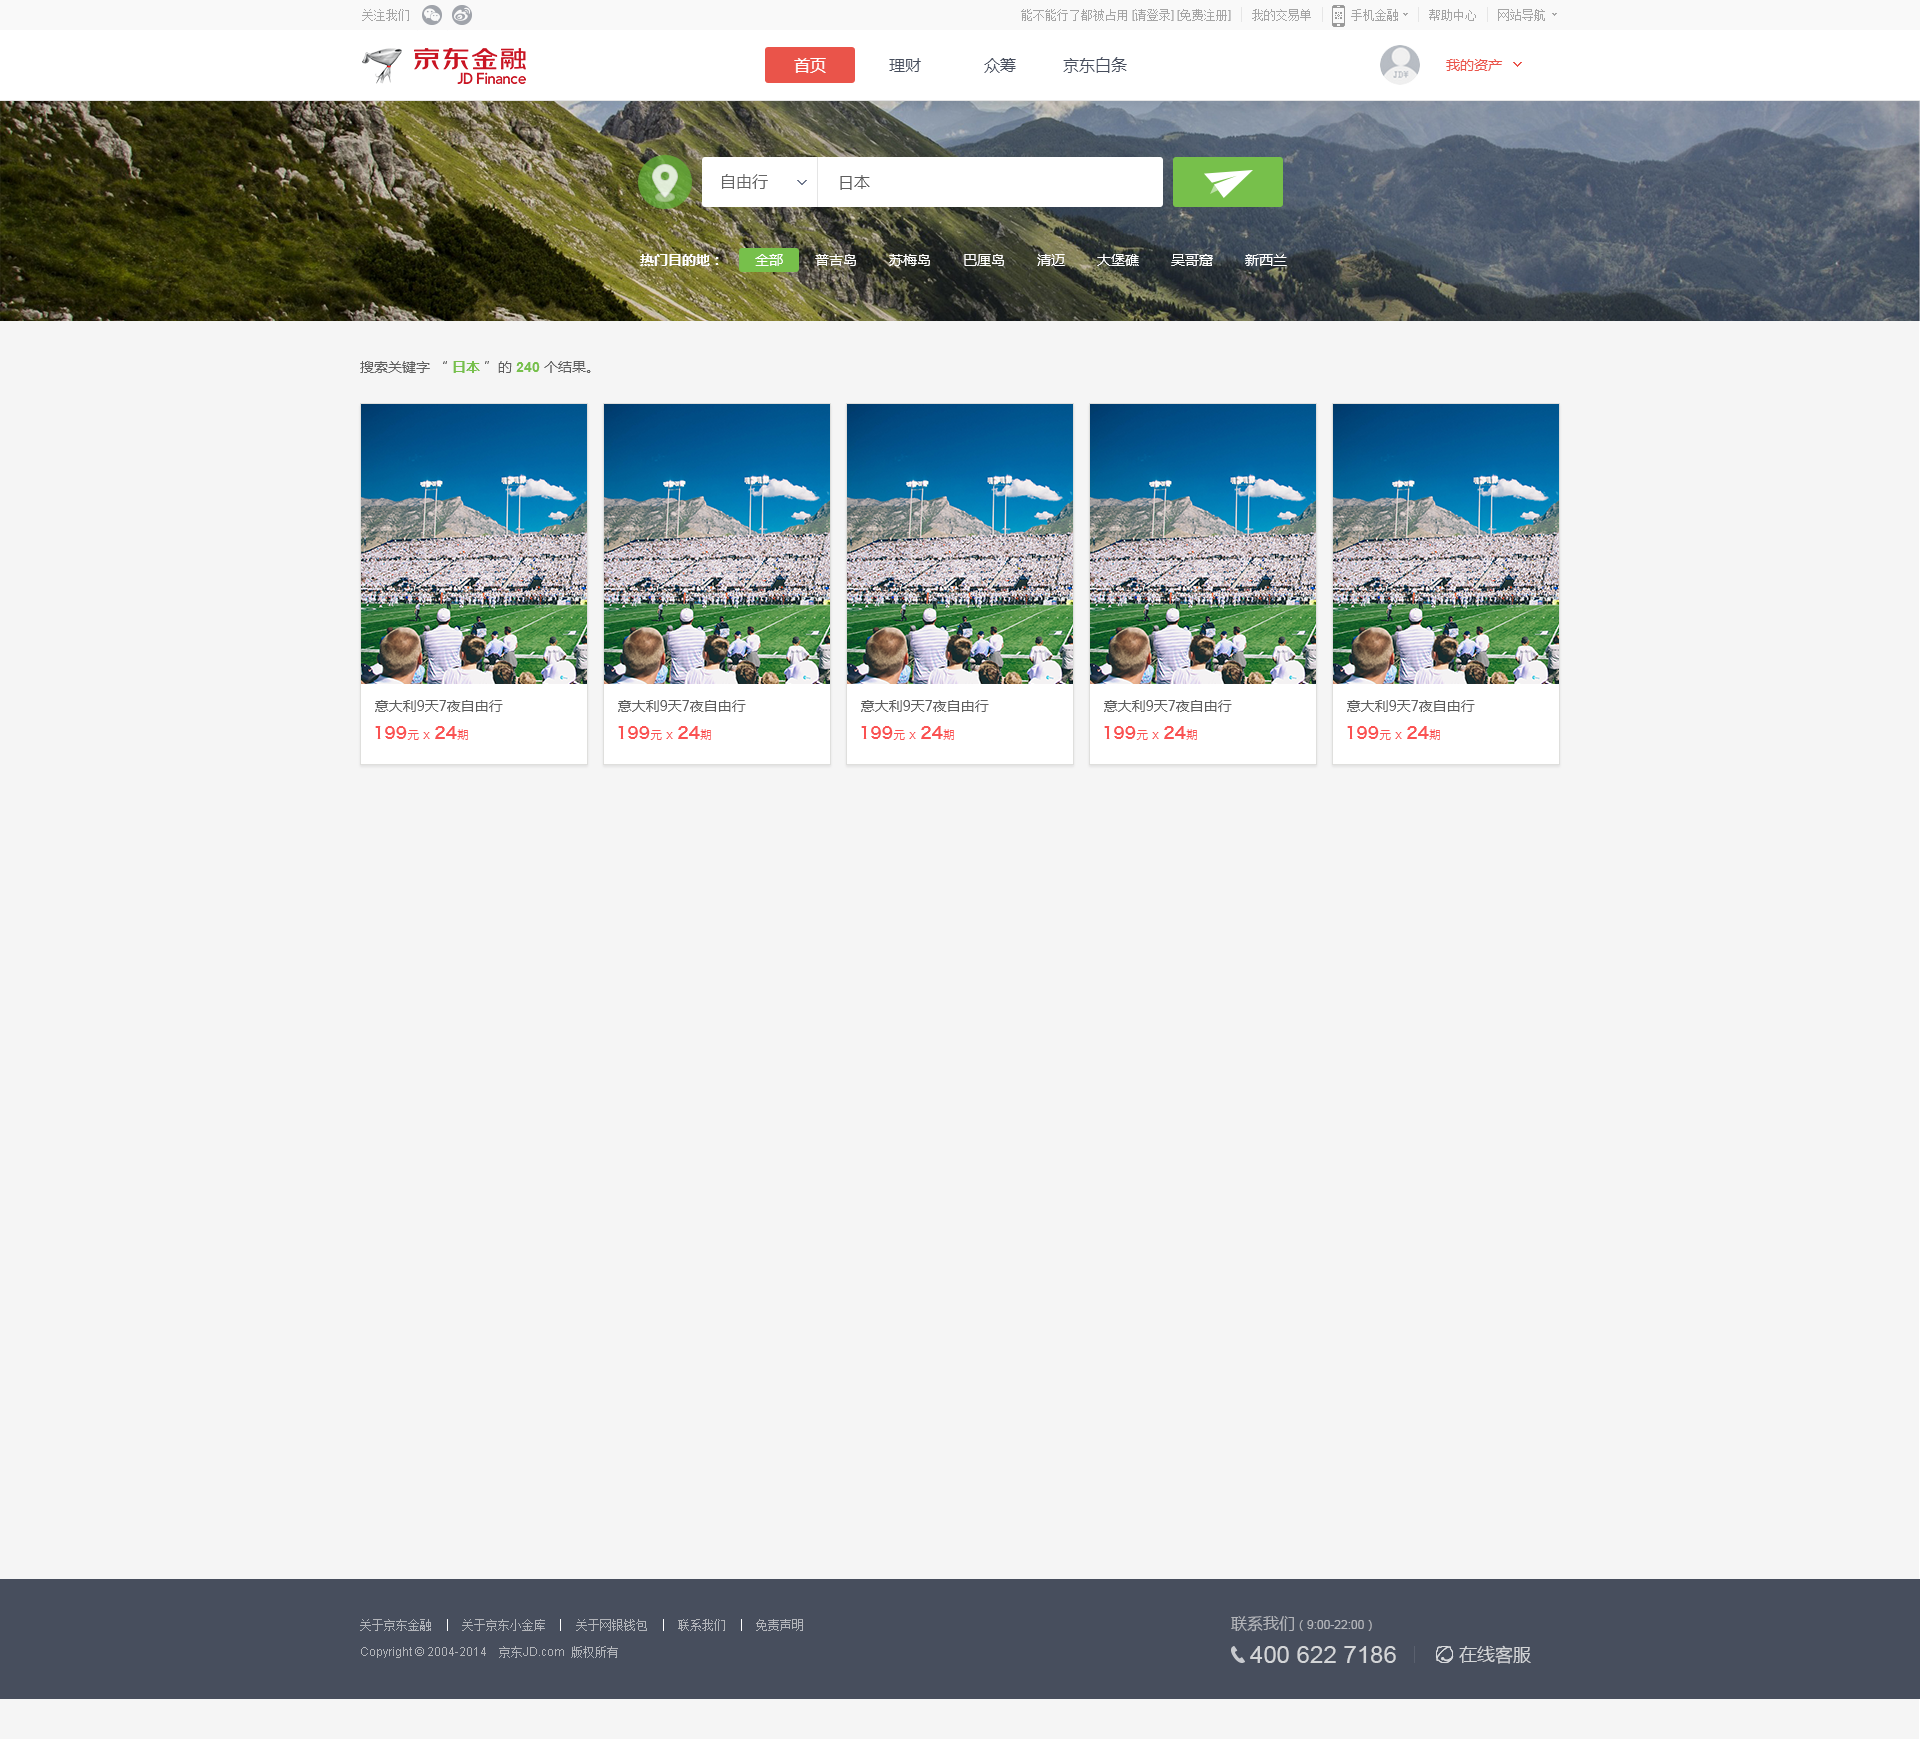 关注我们
能不能行了都被占用 [请登录] [免费注册] 我的交易单 手机金融 帮助中心 网站导航
京东金融
JD Finance
首页 理财 众筹 京东白条
JD¥ 我的资产
自由行 日本
热门目的地： 全部 普吉岛 苏梅岛 巴厘岛 清迈 大堡礁 吴哥窟 新西兰
搜索关键字 “ 日本 ” 的 240 个结果。
意大利9天7夜自由行 意大利9天7夜自由行 意大利9天7夜自由行 意大利9天7夜自由行 意大利9天7夜自由行
199元 x 24期 199元 x 24期 199元 x 24期 199元 x 24期 199元 x 24期
关于京东金融 | 关于京东小金库 | 关于网银钱包 | 联系我们 | 免责声明
Copyright © 2004-2014 京东JD.com 版权所有
联系我们 ( 9:00-22:00 )
400 622 7186 | 在线客服